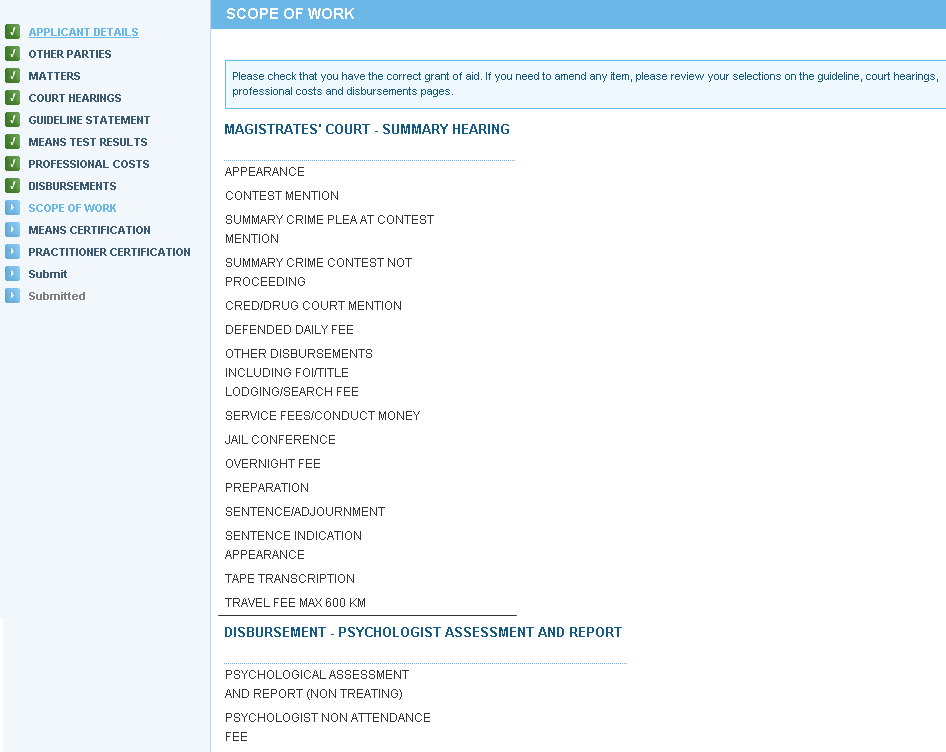 APPLICANT DETAILS
OTHER PARTIES
MATTERS
COURT HEARINGS
GUIDELINE STATEMENT
MEANS TEST RESULTS
PROFESSIONAL COSTS
DISBURSEMENTS
SCOPE OF WORK
MEANS CERTIFICATION
PRACTITIONER CERTIFICATION
Submit
Submitted
SCOPE OF WORK
Please check that you have the correct grant of aid. If you need to amend any item, please review your selections on the guideline, court hearings,
professional costs and disbursements pages.
MAGISTRATES' COURT - SUMMARY HEARING
APPEARANCE
CONTEST MENTION
SUMMARY CRIME PLEA AT CONTEST
MENTION
SUMMARY CRIME CONTEST NOT
PROCEEDING
CRED/DRUG COURT MENTION
DEFENDED DAILY FEE
OTHER DISBURSEMENTS
INCLUDING FOI/TITLE
LODGING/SEARCH FEE
SERVICE FEES/CONDUCT MONEY
JAIL CONFERENCE
OVERNIGHT FEE
PREPARATION
SENTENCE/ADJOURNMENT
SENTENCE INDICATION
APPEARANCE
TAPE TRANSCRIPTION
TRAVEL FEE MAX 600 KM
DISBURSEMENT - PSYCHOLOGIST ASSESSMENT AND REPORT
PSYCHOLOGICAL ASSESSMENT
AND REPORT (NON TREATING)
PSYCHOLOGIST NON ATTENDANCE
FEE